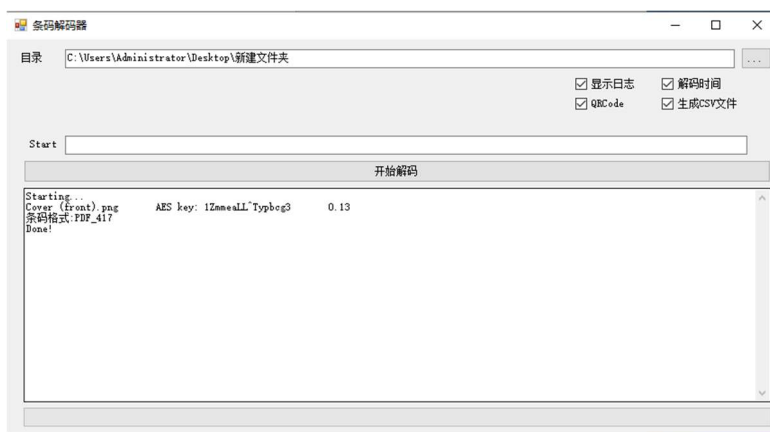 条码解码器
目录 C:\Users\Administrator\Desktop\新建文件夹 ...
显示日志 解码时间
QRCode 生成CSV文件
Start
开始解码
Starting...
Cover (front).png AES key: 1ZmmeaLL^Typbcg3 0.13
条码格式:PDF_417
Done!